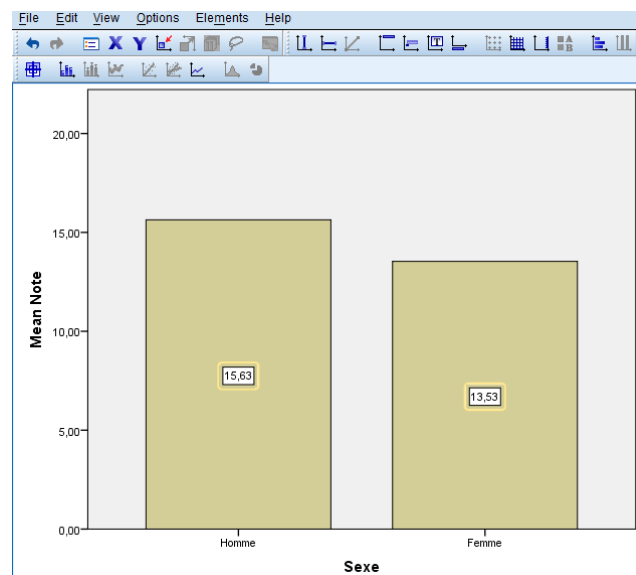 File Edit View Options Elements Help
X Y
T
A
B
20,00
15,00
10,00
5,00
0,00
Mean Note
15,63
13,53
Homme Femme
Sexe